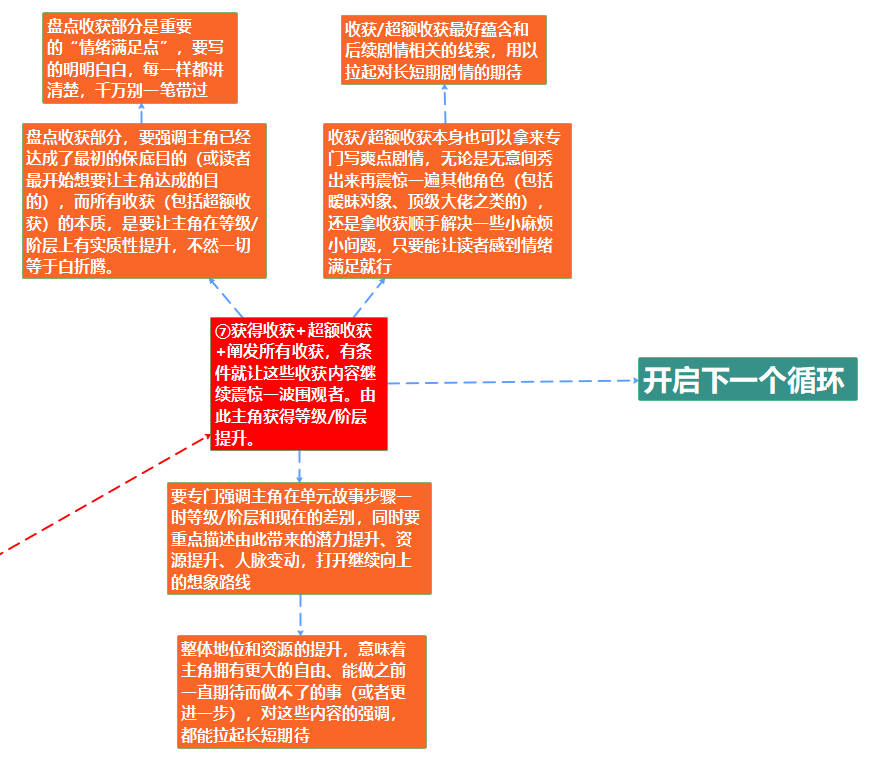 盘点收获部分是重要
的“情绪满足点”，要写
的明明白白，每一样都讲
清楚，千万别一笔带过
收获/超额收获最好蕴含和
后续剧情相关的线索，用以
拉起对长短期剧情的期待
盘点收获部分，要强调主角已经
达成了最初的保底目的（或读者
最开始想要让主角达成的目
的），而所有收获（包括超额收
获）的本质，是要让主角在等级/
阶层上有实质性提升，不然一切
等于白折腾。
收获/超额收获本身也可以拿来专
门写爽点剧情，无论是无意间秀
出来再震惊一遍其他角色（包括
暧昧对象、顶级大佬之类的），
还是拿收获顺手解决一些小麻烦
小问题，只要能让读者感到情绪
满足就行
⑦获得收获+超额收获
+阐发所有收获，有条
件就让这些收获内容继
续震惊一波围观者。由
此主角获得等级/阶层
提升。
开启下一个循环
要专门强调主角在单元故事步骤一
时等级/阶层和现在的差别，同时要
重点描述由此带来的潜力提升、资
源提升、人脉变动，打开继续向上
的想象路线
整体地位和资源的提升，意味着
主角拥有更大的自由、能做之前
一直期待而做不了的事（或者更
进一步），对这些内容的强调，
都能拉起长短期待